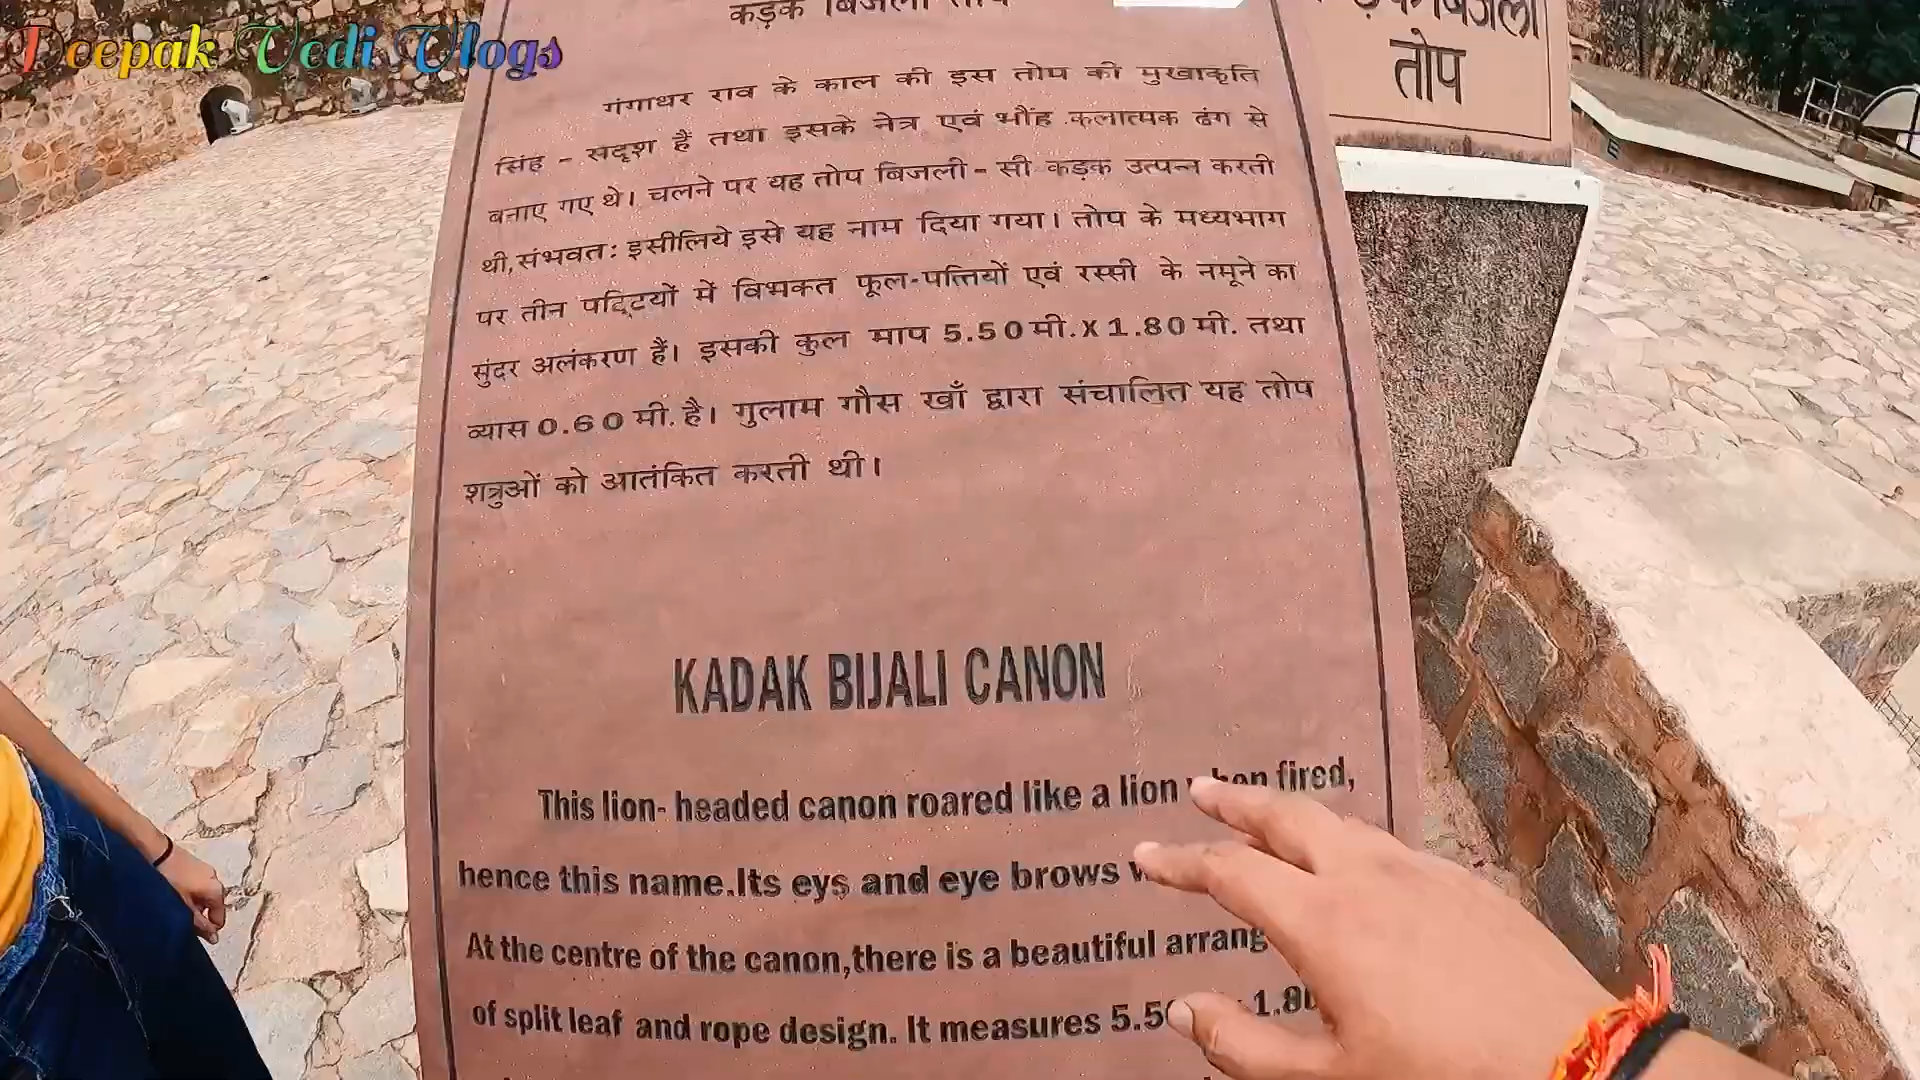 Deepak Vedi Vlogs
कड़क बिजली तोप
गंगाधर राव के काल की इस तोप की मुखाकृति
सिंह - सदृश हैं तथा इसके नेत्र एवं भौंह कलात्मक ढंग से
बनाए गए थे। चलने पर यह तोप बिजली - सी कड़क उत्पन्न करती
थी,संभवत: इसीलिये इसे यह नाम दिया गया। तोप के मध्यभाग
पर तीन पट्टियों में विभक्त फूल-पत्तियों एवं रस्सी के नमूने का
सुंदर अलंकरण हैं। इसकी कुल माप 5.50 मी.X 1.80 मी. तथा
व्यास 0.60 मी. है। गुलाम गौस खाँ द्वारा संचालित यह तोप
शत्रुओं को आतंकित करती थी।
KADAK BIJALI CANON
This lion- headed canon roared like a lion when fired,
hence this name.Its eys and eye brows
At the centre of the canon,there is a beautiful arrang
of split leaf and rope design. It measures 5.5 1.80
कड़क बिजली
तोप